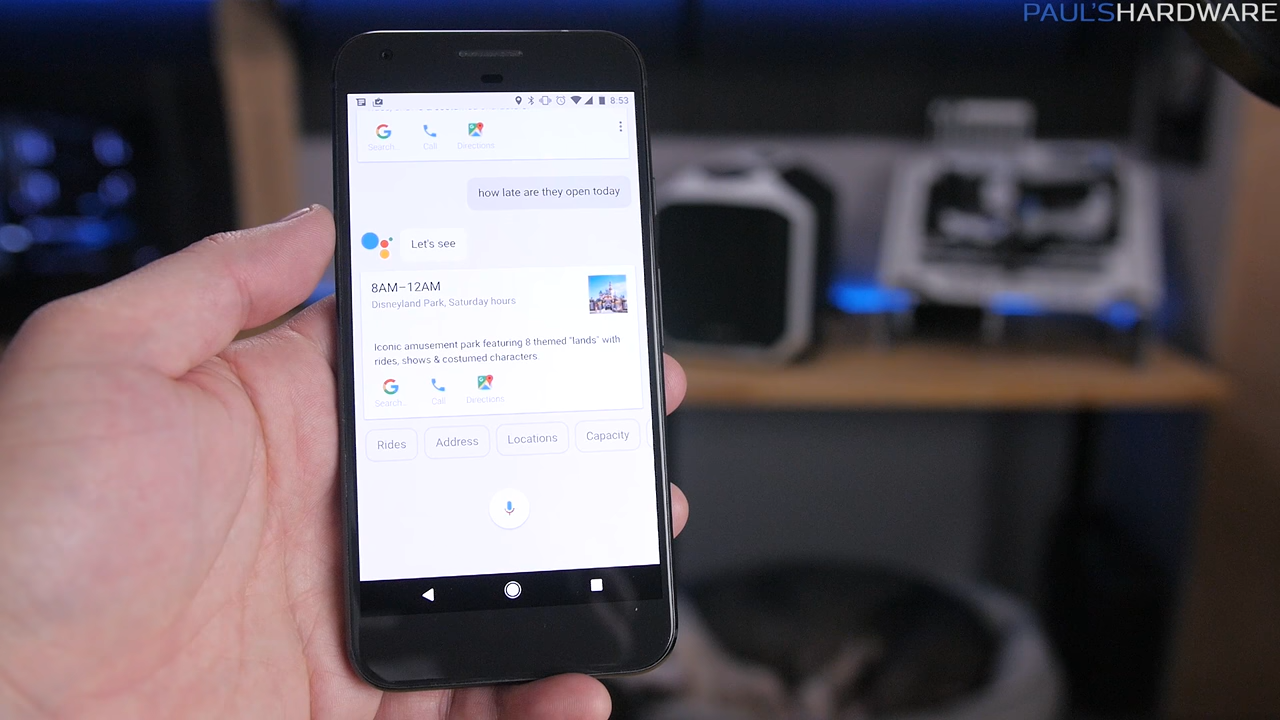 PAUL'SHARDWARE
8:53
Search...
Call
Directions
how late are they open today
Let's see
8AM–12AM
Disneyland Park, Saturday hours
Iconic amusement park featuring 8 themed "lands" with
rides, shows & costumed characters.
Search...
Call
Directions
Rides
Address
Locations
Capacity